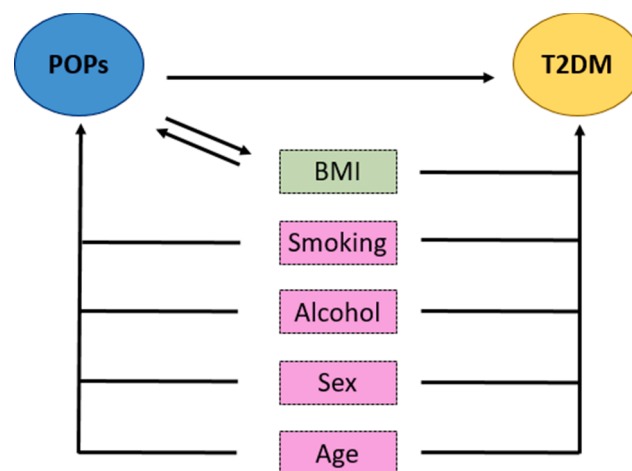 POPs
T2DM
BMI
Smoking
Alcohol
Sex
Age